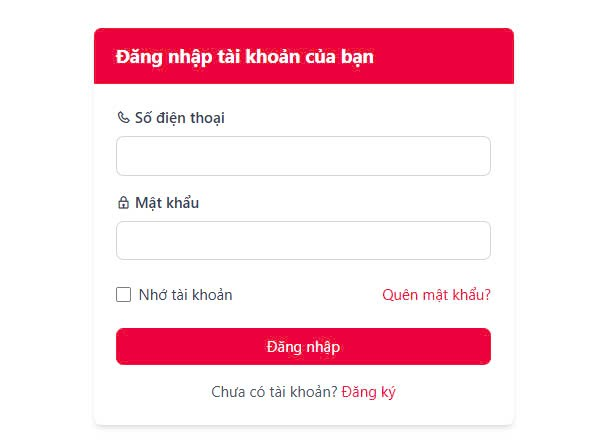 Đăng nhập tài khoản của bạn
Số điện thoại
Mật khẩu
Nhớ tài khoản Quên mật khẩu?
Đăng nhập
Chưa có tài khoản? Đăng ký